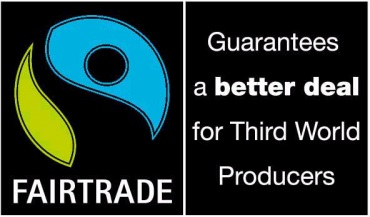 FAIRTRADE
Guarantees
a better deal
for Third World
Producers